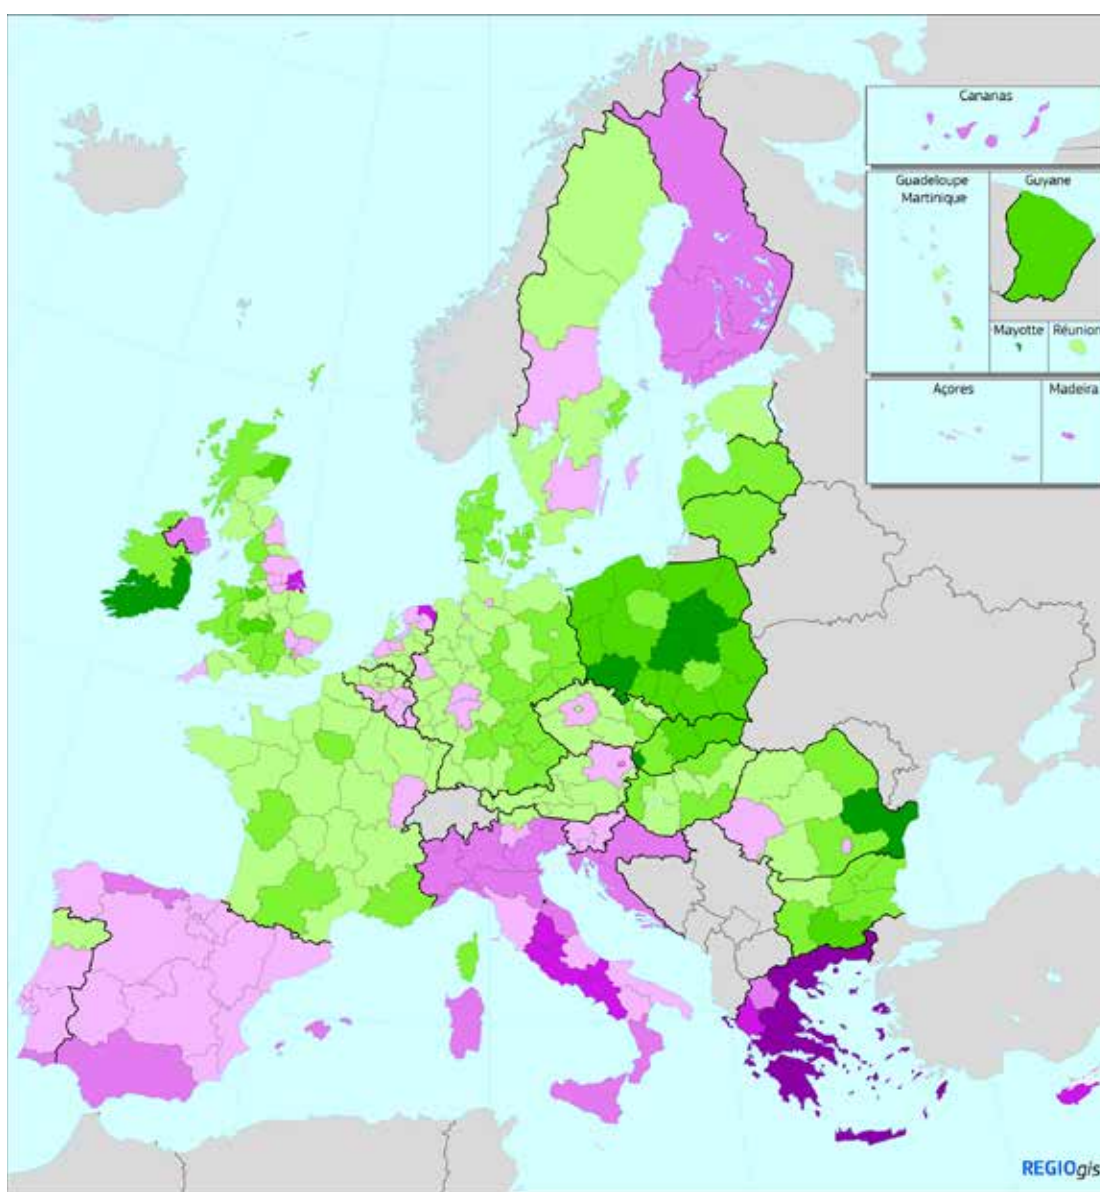 Canarias
Guadeloupe
Martinique
Guyane
Mayotte
Réunion
Açores
Madeira
REGIOgis